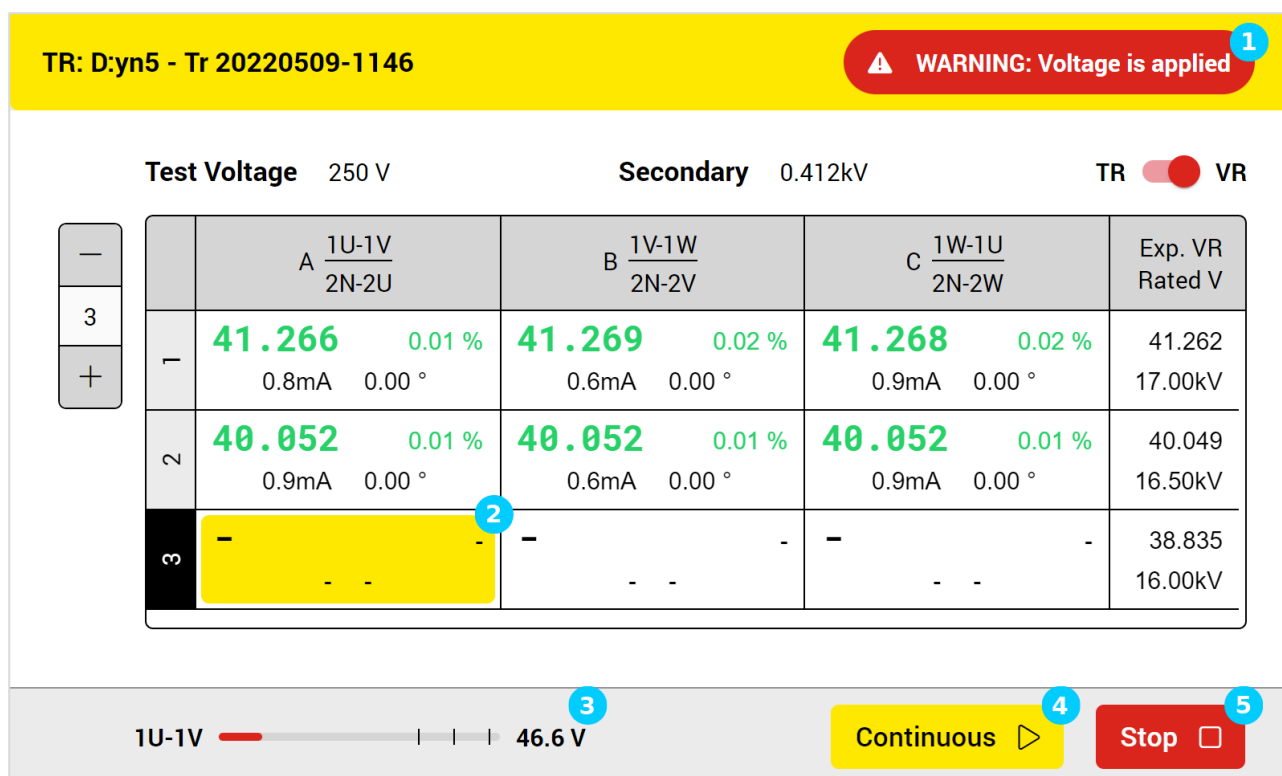 TR: D:yn5 - Tr 20220509-1146
WARNING: Voltage is applied
1
Test Voltage 250 V Secondary 0.412kV TR VR
—
3
+
A 1U-1V
2N-2U
B 1V-1W
2N-2V
C 1W-1U
2N-2W
Exp. VR
Rated V
1
41.266 0.01 % 41.269 0.02 % 41.268 0.02 % 41.262
0.8mA 0.00 ° 0.6mA 0.00 ° 0.9mA 0.00 ° 17.00kV
2
40.052 0.01 % 40.052 0.01 % 40.052 0.01 % 40.049
0.9mA 0.00 ° 0.6mA 0.00 ° 0.9mA 0.00 ° 16.50kV
2
3
- - - - - - 38.835
- - - - - - 16.00kV
3 4 5
1U-1V 46.6 V Continuous Stop